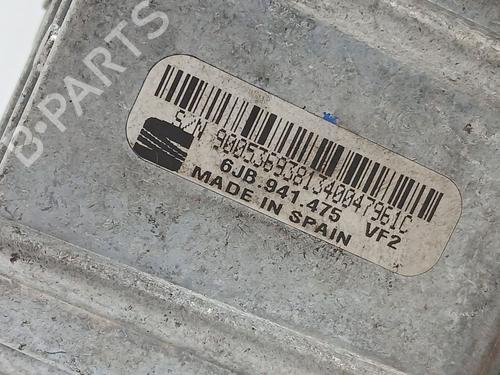 B-PARTS
S/N 9005369381340047961C
6JB.941.475 VF2
MADE IN SPAIN